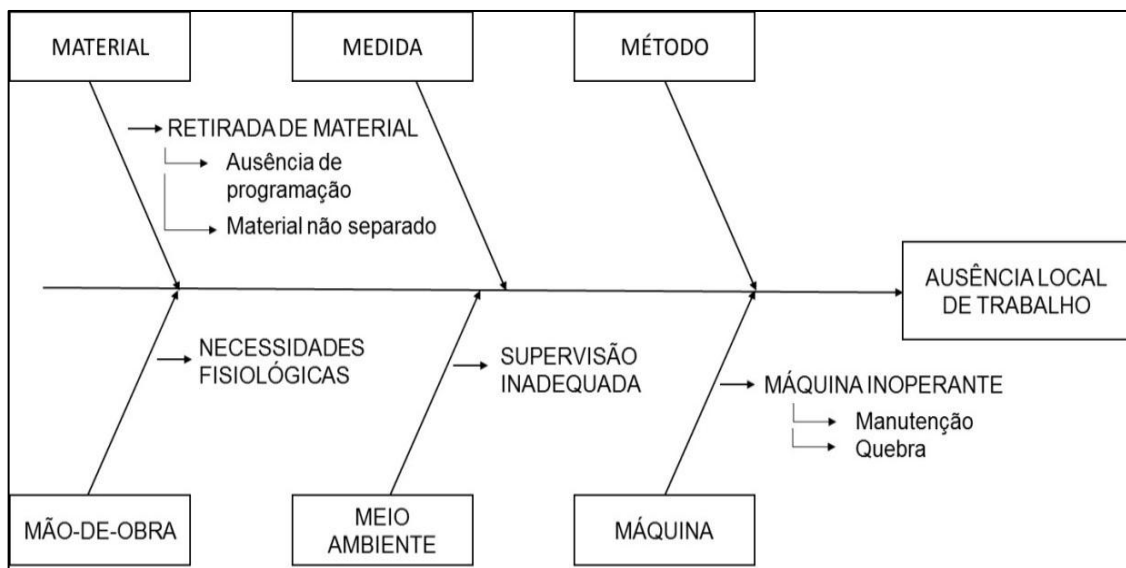 MATERIAL
MEDIDA
MÉTODO
RETIRADA DE MATERIAL
Ausência de
programação
Material não separado
AUSÊNCIA LOCAL
DE TRABALHO
NECESSIDADES
FISIOLÓGICAS
SUPERVISÃO
INADEQUADA
MÁQUINA INOPERANTE
Manutenção
Quebra
MÃO-DE-OBRA
MEIO
AMBIENTE
MÁQUINA